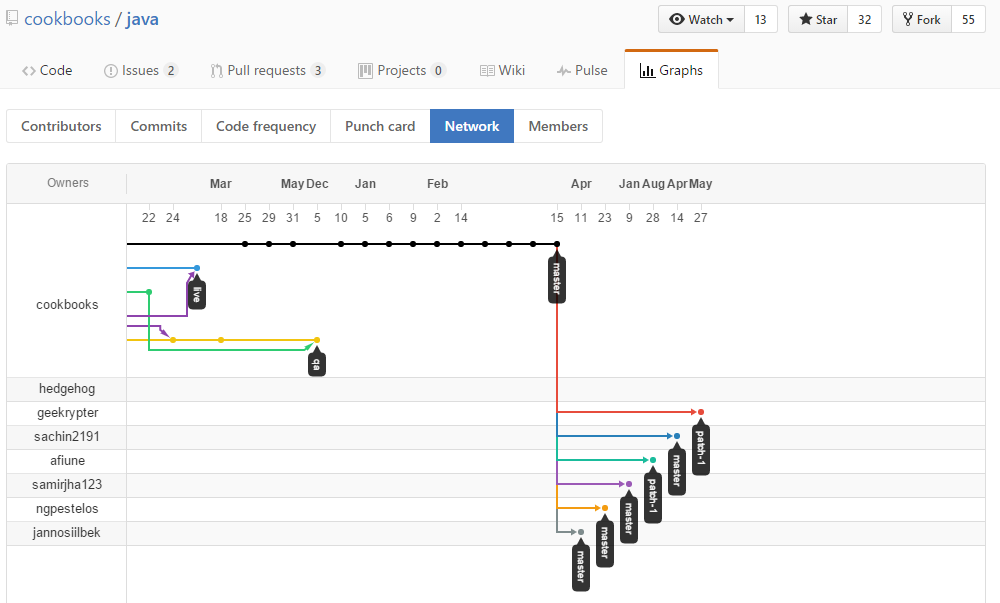 cookbooks / java
Watch 13 Star 32 Fork 55
Code Issues 2 Pull requests 3 Projects 0 Wiki Pulse Graphs
Contributors Commits Code frequency Punch card Network Members
Owners Mar May Dec Jan Feb Apr Jan Aug Apr May
22 24 18 25 29 31 5 10 5 6 9 2 14 15 11 23 9 28 14 27
master
live
cookbooks
qa
hedgehog
geekrypter
patch-1
sachin2191
master
afiune
patch-1
samirjha123
master
ngpestelos
master
jannosiilbek
master